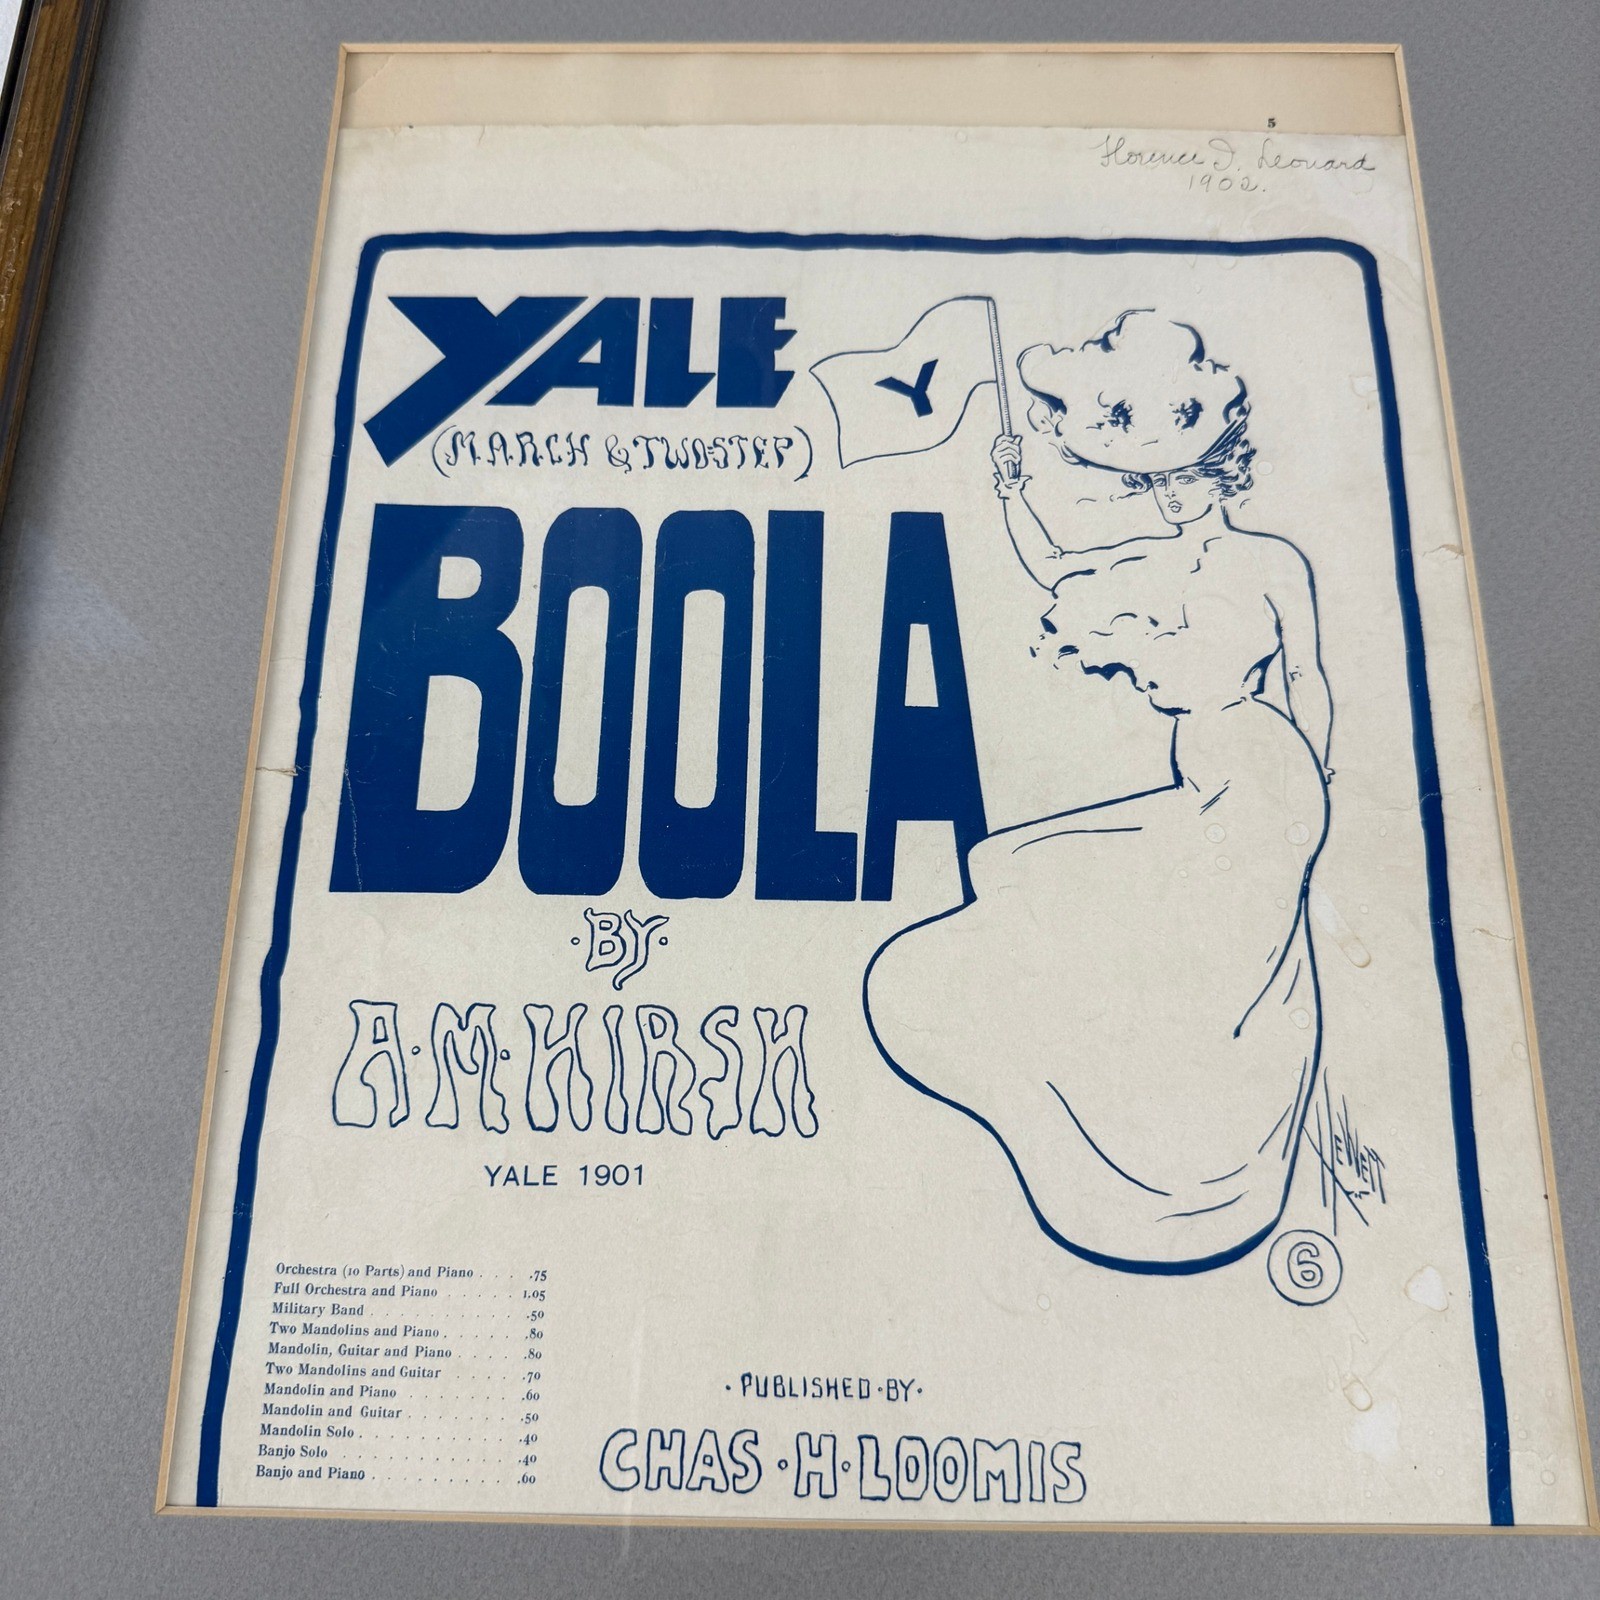 5
Florence I. Leonard
1902.
YALE
Y
(MARCH & TWO-STEP)
BOOLA
·BY·
A·M·HIRSH
YALE 1901
HEWETT
6
Orchestra (10 Parts) and Piano . . . .75
Full Orchestra and Piano . . . . . 1.05
Military Band . . . . . . . . . .50
Two Mandolins and Piano . . . . . .80
Mandolin, Guitar and Piano . . . . .80
Two Mandolins and Guitar . . . . .70
Mandolin and Piano . . . . . . . .60
Mandolin and Guitar . . . . . . . .50
Mandolin Solo . . . . . . . . . . .40
Banjo Solo . . . . . . . . . . . .40
Banjo and Piano . . . . . . . . . .60
·PUBLISHED·BY·
CHAS·H·LOOMIS